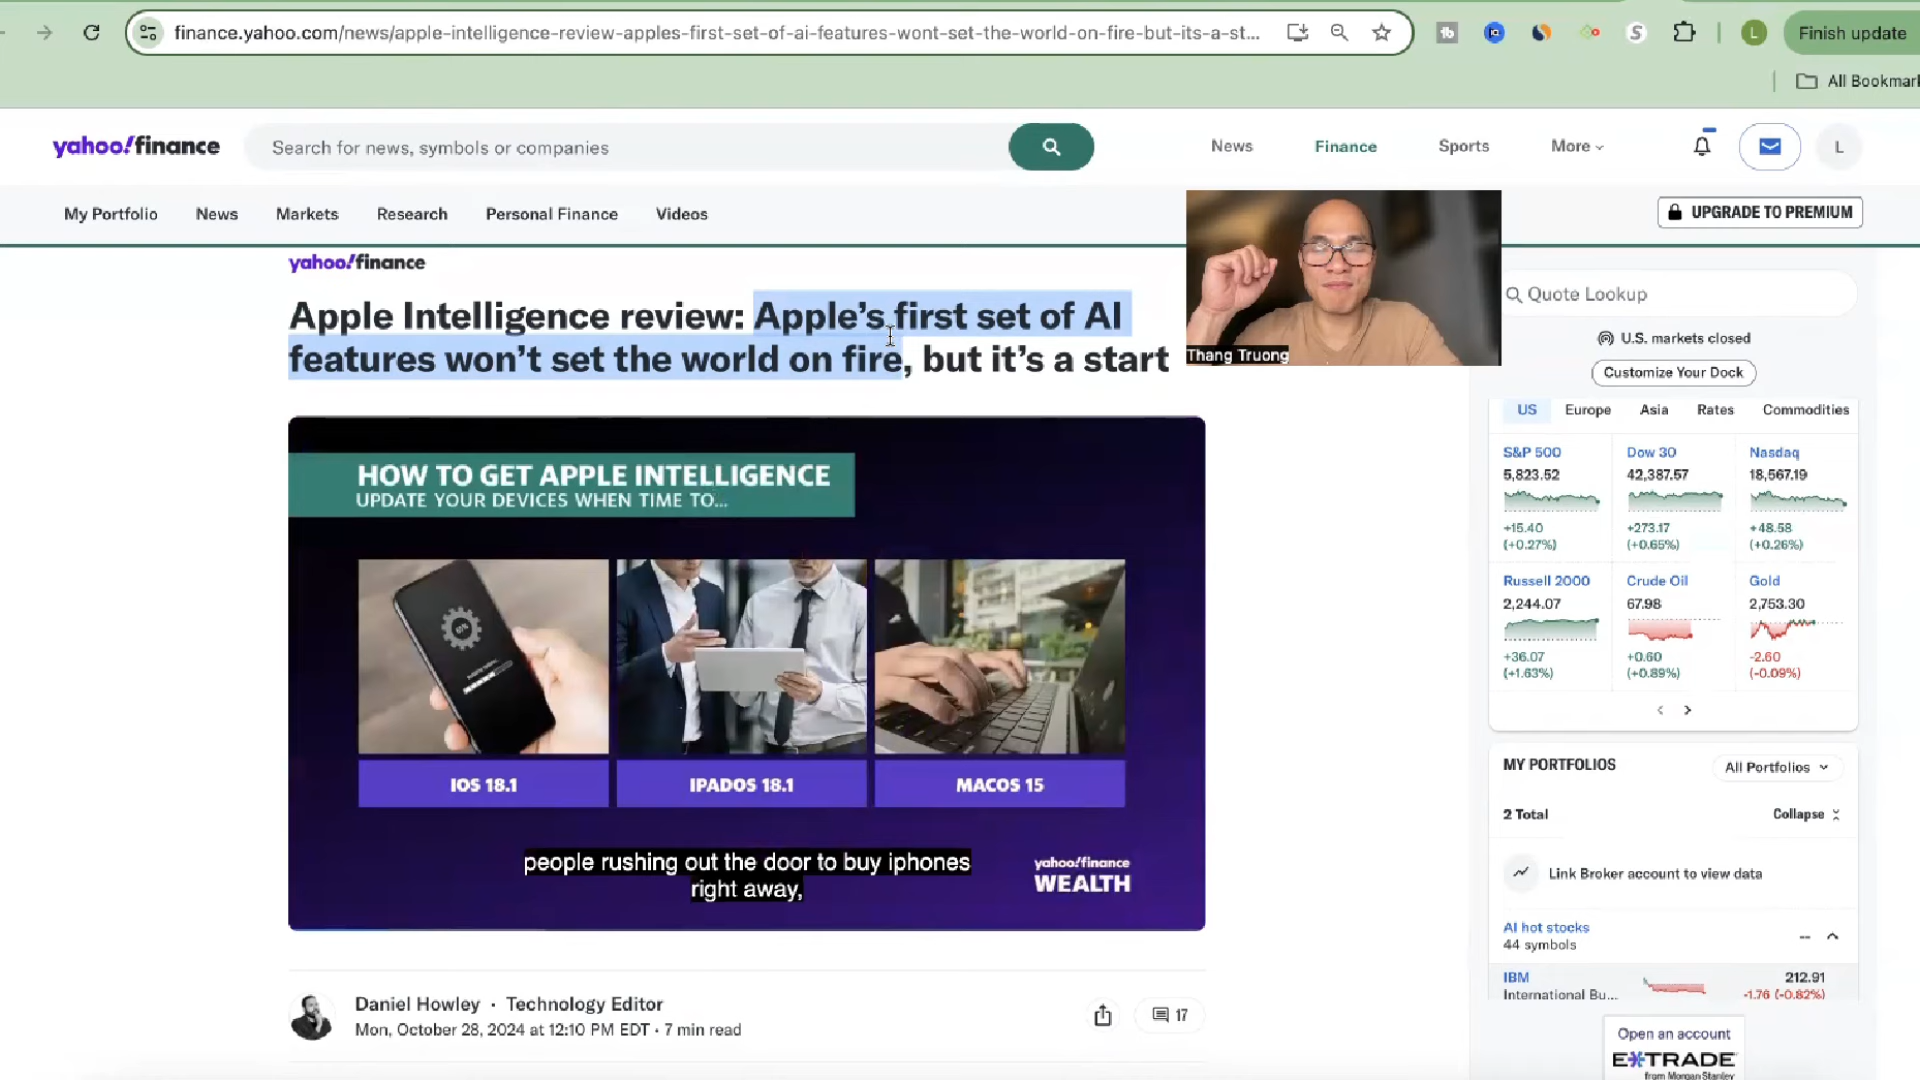 finance.yahoo.com/news/apple-intelligence-review-apples-first-set-of-ai-features-wont-set-the-world-on-fire-but-its-a-st...
L
Finish update
All Bookmark
yahoo!finance
Search for news, symbols or companies
News
Finance
Sports
More
L
My Portfolio
News
Markets
Research
Personal Finance
Videos
UPGRADE TO PREMIUM
yahoo!finance
Apple Intelligence review: Apple's first set of AI
features won't set the world on fire, but it's a start
Thang Truong
HOW TO GET APPLE INTELLIGENCE
UPDATE YOUR DEVICES WHEN TIME TO...
IOS 18.1
IPADOS 18.1
MACOS 15
people rushing out the door to buy iphones
right away,
yahoo!finance
WEALTH
Daniel Howley · Technology Editor
Mon, October 28, 2024 at 12:10 PM EDT · 7 min read
17
Quote Lookup
U.S. markets closed
Customize Your Dock
US
Europe
Asia
Rates
Commodities
S&P 500
5,823.52
+15.40
(+0.27%)
Dow 30
42,387.57
+273.17
(+0.65%)
Nasdaq
18,567.19
+48.58
(+0.26%)
Russell 2000
2,244.07
+36.07
(+1.63%)
Crude Oil
67.98
+0.60
(+0.89%)
Gold
2,753.30
-2.60
(-0.09%)
MY PORTFOLIOS
All Portfolios
2 Total
Collapse
Link Broker account to view data
AI hot stocks
44 symbols
--
IBM
212.91
International Bu...
-1.76 (-0.82%)
Open an account
E*TRADE
from Morgan Stanley